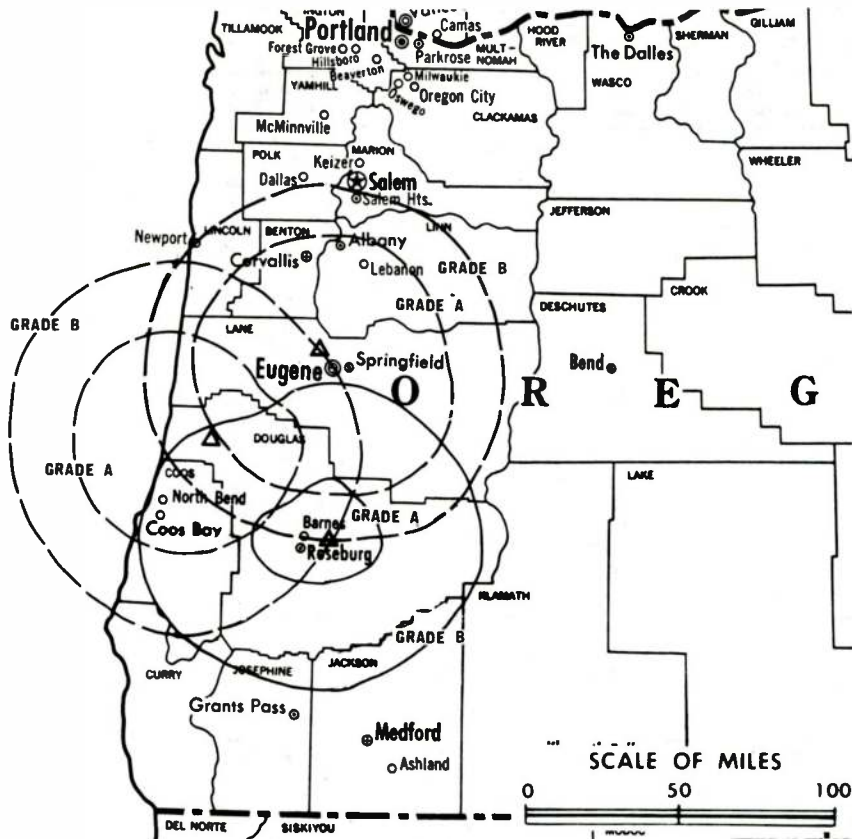 TILLAMOOK
Portland
Camas
HOOD
RIVER
SHERMAN
GILLIAM
Forest Grove
Hillsboro
Beaverton
Parkrose
MULT-
NOMAH
The Dalles
YAMHILL
Milwaukie
Oswego
Oregon City
WASCO
McMinnville
CLACKAMAS
POLK
MARION
Keizer
WHEELER
Dallas
Salem
Salem Hts.
JEFFERSON
Newport
LINCOLN
BENTON
LINN
Albany
Corvallis
Lebanon
GRADE B
CROOK
GRADE A
DESCHUTES
GRADE B
LANE
Eugene
Springfield
Bend
O R E G
DOUGLAS
GRADE A
COOS
LAKE
North Bend
Coos Bay
Barnes
GRADE A
Roseburg
KLAMATH
GRADE B
CURRY
JOSEPHINE
JACKSON
Grants Pass
Medford
Ashland
SCALE OF MILES
0 50 100
DEL NORTE
SISKIYOU
MODOC